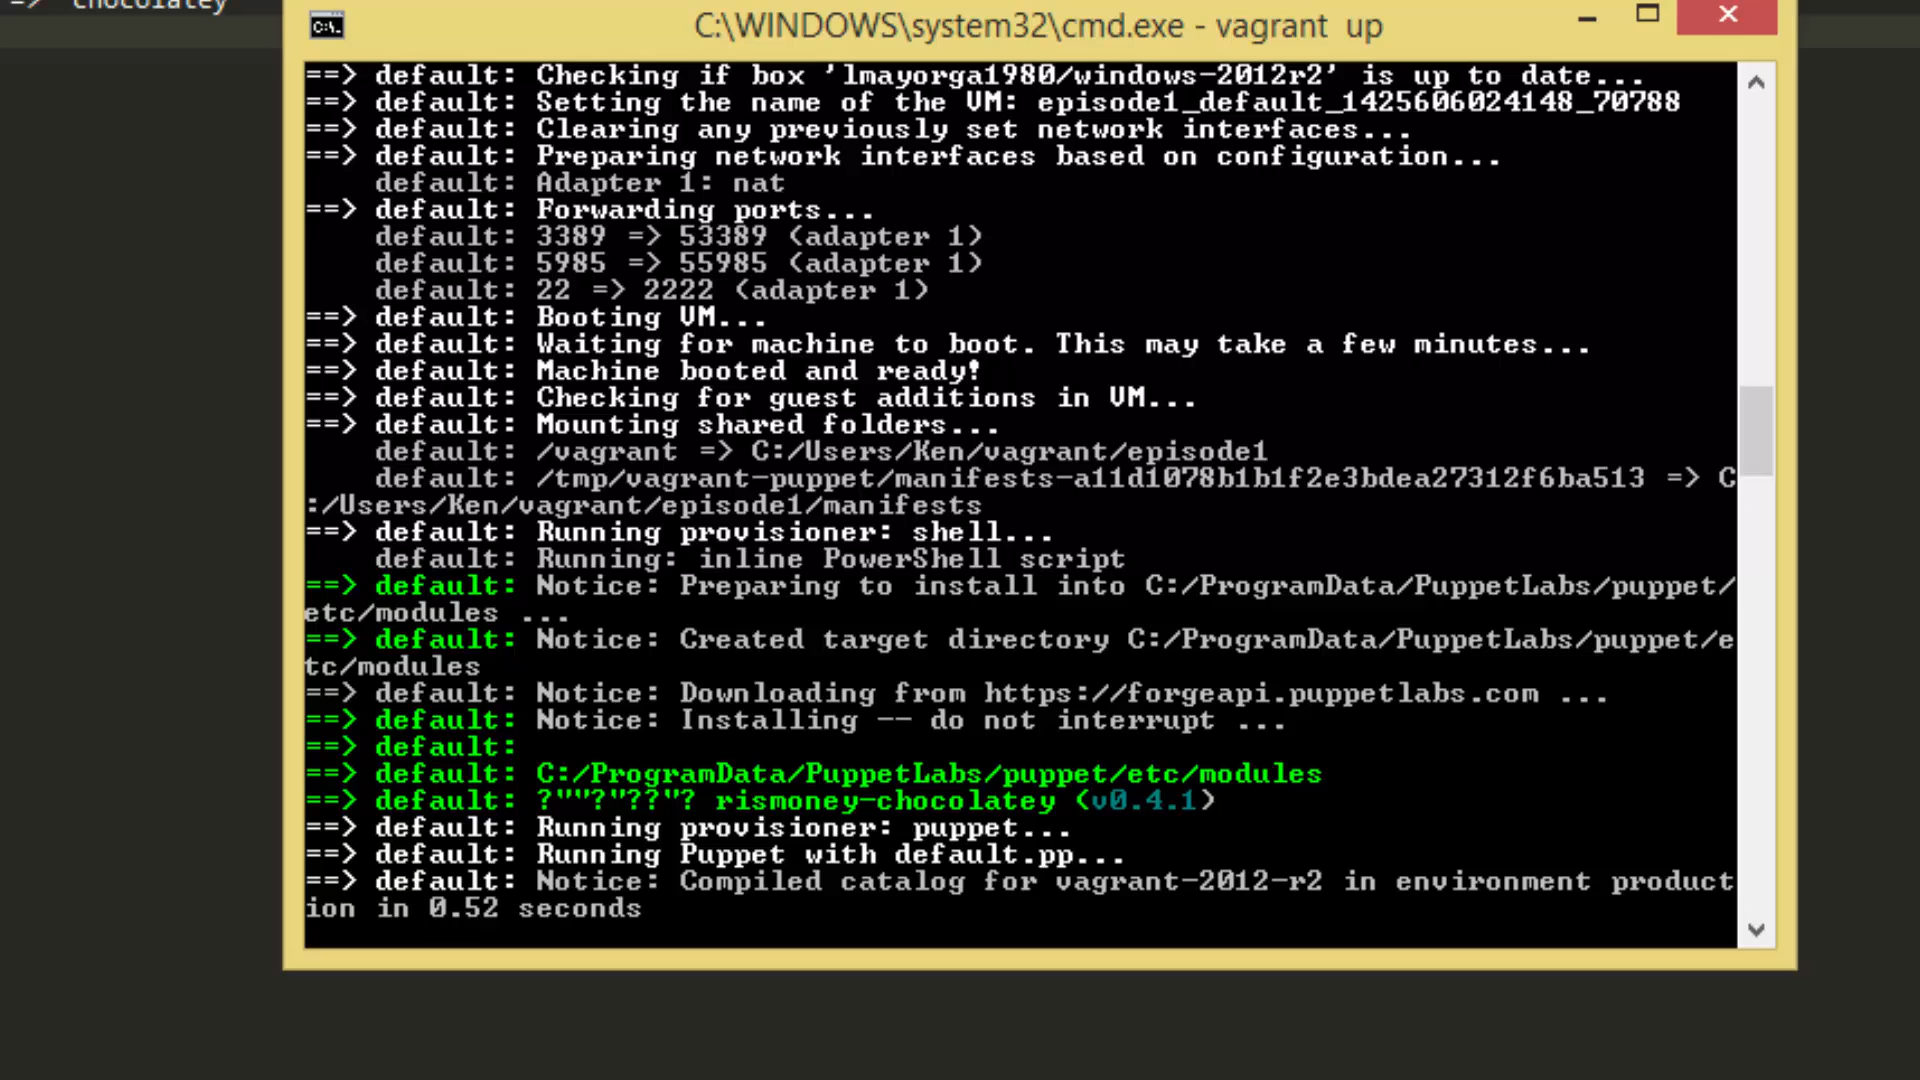 => chocolatey
C:\WINDOWS\system32\cmd.exe - vagrant  up
==> default: Checking if box 'lmayorga1980/windows-2012r2' is up to date...
==> default: Setting the name of the VM: episode1_default_1425606024148_70788
==> default: Clearing any previously set network interfaces...
==> default: Preparing network interfaces based on configuration...
    default: Adapter 1: nat
==> default: Forwarding ports...
    default: 3389 => 53389 (adapter 1)
    default: 5985 => 55985 (adapter 1)
    default: 22 => 2222 (adapter 1)
==> default: Booting VM...
==> default: Waiting for machine to boot. This may take a few minutes...
==> default: Machine booted and ready!
==> default: Checking for guest additions in VM...
==> default: Mounting shared folders...
    default: /vagrant => C:/Users/Ken/vagrant/episode1
    default: /tmp/vagrant-puppet/manifests-a11d1078b1b1f2e3bdea27312f6ba513 => C
:/Users/Ken/vagrant/episode1/manifests
==> default: Running provisioner: shell...
    default: Running: inline PowerShell script
==> default: Notice: Preparing to install into C:/ProgramData/PuppetLabs/puppet/
etc/modules ...
==> default: Notice: Created target directory C:/ProgramData/PuppetLabs/puppet/e
tc/modules
==> default: Notice: Downloading from https://forgeapi.puppetlabs.com ...
==> default: Notice: Installing -- do not interrupt ...
==> default:
==> default: C:/ProgramData/PuppetLabs/puppet/etc/modules
==> default: ?""?"??"? rismoney-chocolatey (v0.4.1)
==> default: Running provisioner: puppet...
==> default: Running Puppet with default.pp...
==> default: Notice: Compiled catalog for vagrant-2012-r2 in environment product
ion in 0.52 seconds